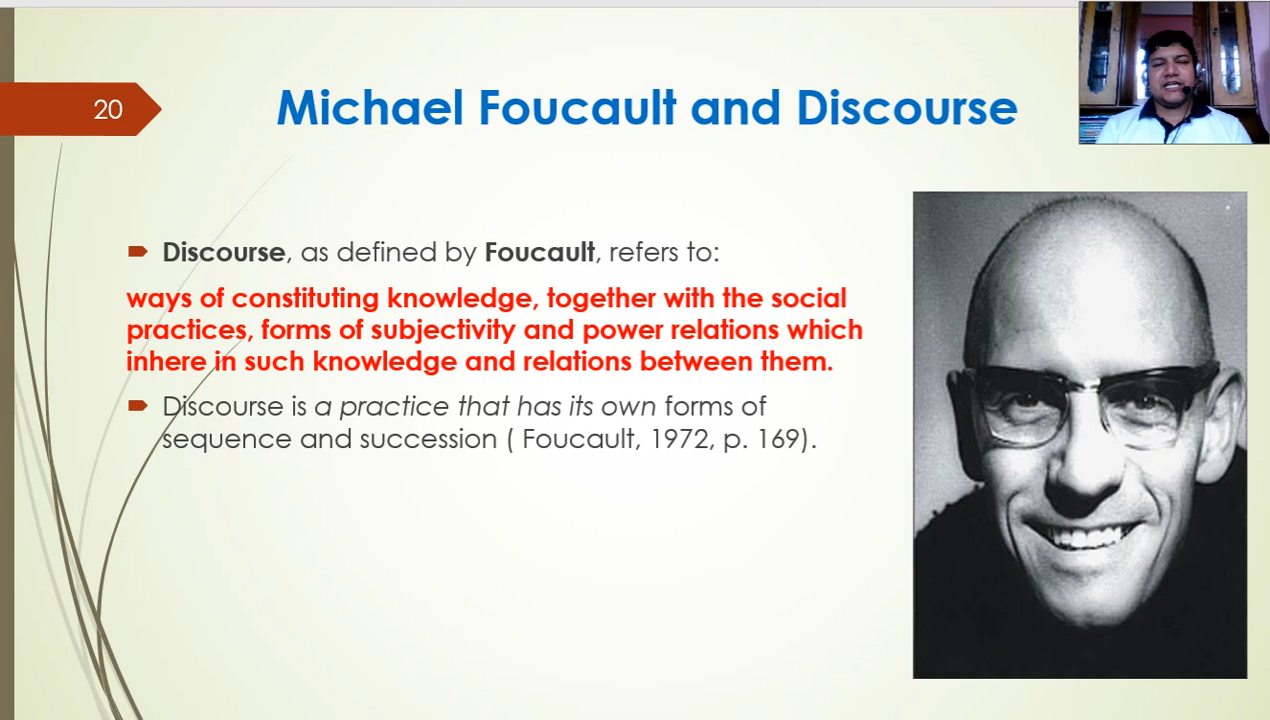 20
Michael Foucault and Discourse
Discourse, as defined by Foucault, refers to:
ways of constituting knowledge, together with the social
practices, forms of subjectivity and power relations which
inhere in such knowledge and relations between them.
Discourse is a practice that has its own forms of
sequence and succession ( Foucault, 1972, p. 169).